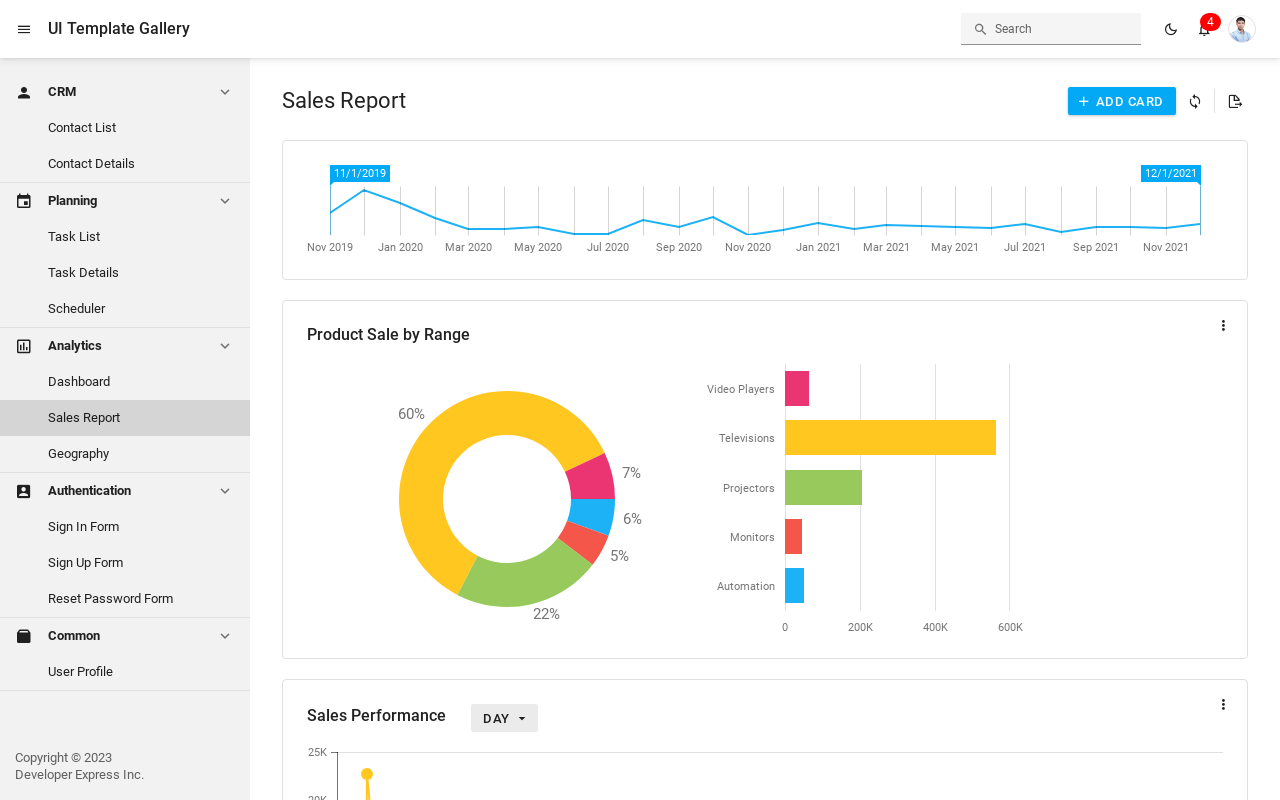 UI Template Gallery
Search
4
CRM
Contact List
Contact Details
Planning
Task List
Task Details
Scheduler
Analytics
Dashboard
Sales Report
Geography
Authentication
Sign In Form
Sign Up Form
Reset Password Form
Common
User Profile
Copyright © 2023
Developer Express Inc.
Sales Report
ADD CARD
11/1/2019
12/1/2021
Nov 2019 Jan 2020 Mar 2020 May 2020 Jul 2020 Sep 2020 Nov 2020 Jan 2021 Mar 2021 May 2021 Jul 2021 Sep 2021 Nov 2021
Product Sale by Range
60%
7%
6%
5%
22%
Video Players
Televisions
Projectors
Monitors
Automation
0 200K 400K 600K
Sales Performance
DAY
25K
20K